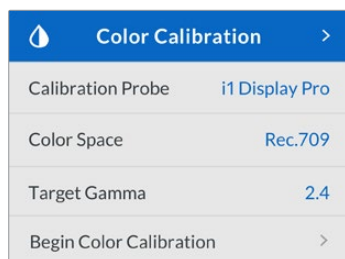 Color Calibration
Calibration Probe i1 Display Pro
Color Space Rec.709
Target Gamma 2.4
Begin Color Calibration